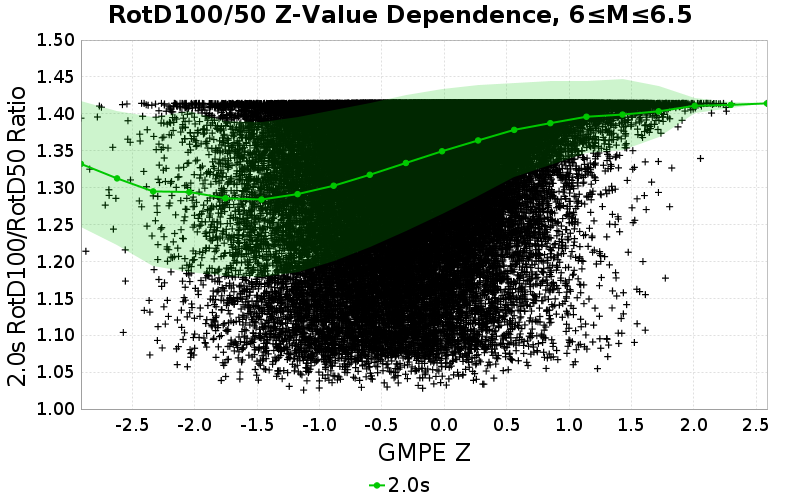 RotD100/50 Z-Value Dependence, 6≤M≤6.5
2.0s RotD100/RotD50 Ratio
1.50
1.45
1.40
1.35
1.30
1.25
1.20
1.15
1.10
1.05
1.00
-2.5 -2.0 -1.5 -1.0 -0.5 0.0 0.5 1.0 1.5 2.0 2.5
GMPE Z
2.0s